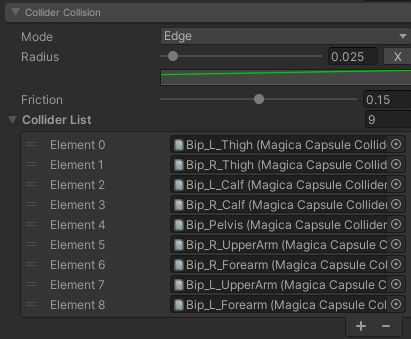 Collider Collision
Mode Edge
Radius 0.025 X
Friction 0.15
Collider List 9
Element 0 Bip_L_Thigh (Magica Capsule Collid
Element 1 Bip_R_Thigh (Magica Capsule Collid
Element 2 Bip_L_Calf (Magica Capsule Collider
Element 3 Bip_R_Calf (Magica Capsule Collider
Element 4 Bip_Pelvis (Magica Capsule Collider
Element 5 Bip_R_UpperArm (Magica Capsule C
Element 6 Bip_R_Forearm (Magica Capsule Col
Element 7 Bip_L_UpperArm (Magica Capsule C
Element 8 Bip_L_Forearm (Magica Capsule Col